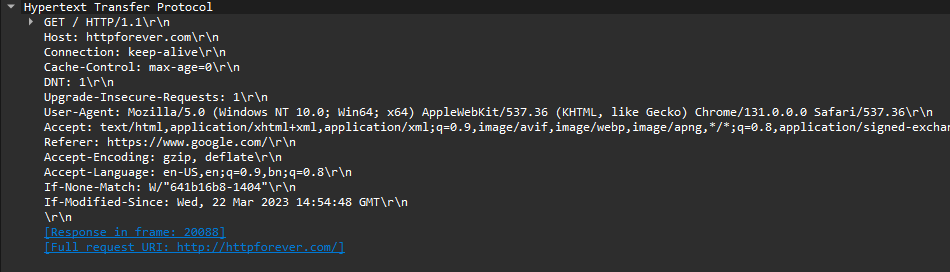 Hypertext Transfer Protocol
GET / HTTP/1.1\r\n
Host: httpforever.com\r\n
Connection: keep-alive\r\n
Cache-Control: max-age=0\r\n
DNT: 1\r\n
Upgrade-Insecure-Requests: 1\r\n
User-Agent: Mozilla/5.0 (Windows NT 10.0; Win64; x64) AppleWebKit/537.36 (KHTML, like Gecko) Chrome/131.0.0.0 Safari/537.36\r\n
Accept: text/html,application/xhtml+xml,application/xml;q=0.9,image/avif,image/webp,image/apng,*/*;q=0.8,application/signed-exchan
Referer: https://www.google.com/\r\n
Accept-Encoding: gzip, deflate\r\n
Accept-Language: en-US,en;q=0.9,bn;q=0.8\r\n
If-None-Match: W/"641b16b8-1404"\r\n
If-Modified-Since: Wed, 22 Mar 2023 14:54:48 GMT\r\n
\r\n
[Response in frame: 20088]
[Full request URI: http://httpforever.com/]